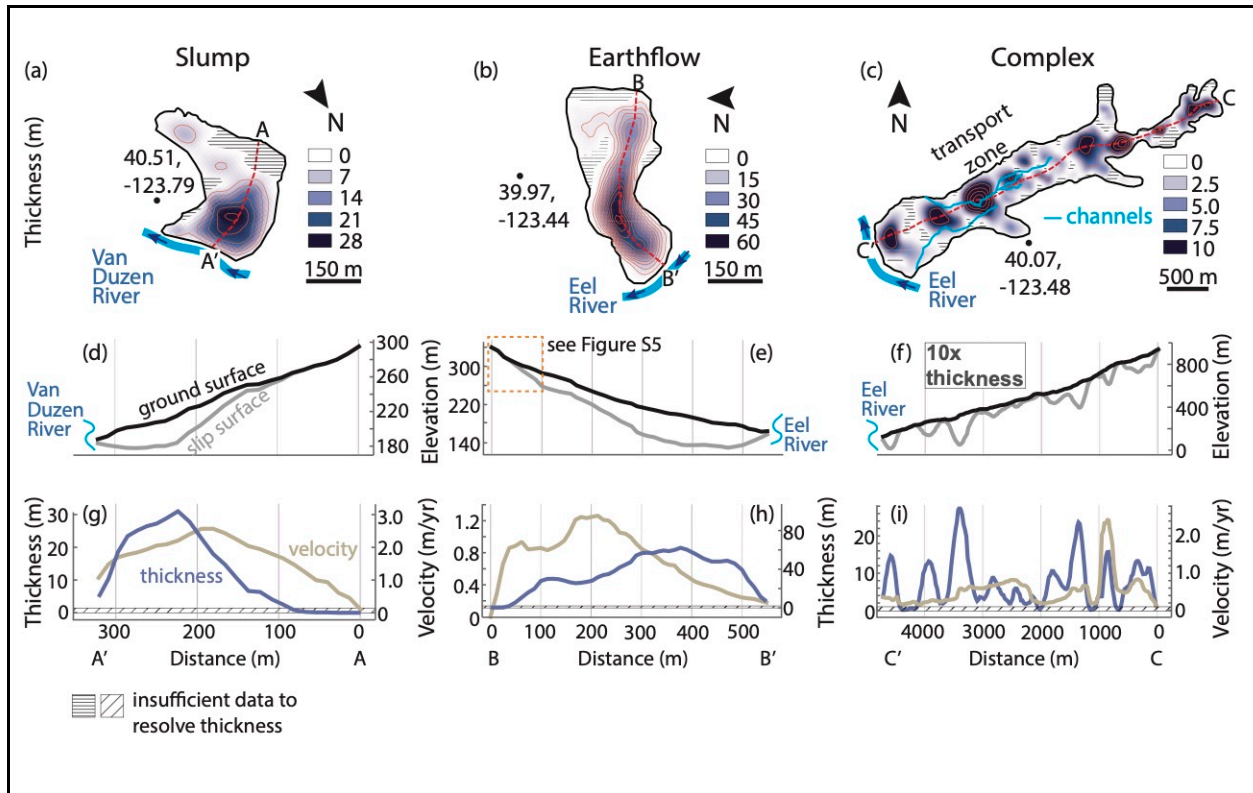 Slump
Earthflow
Complex
(a)
(b)
(c)
Thickness (m)
N
A
40.51,
-123.79
0
7
14
21
28
A'
Van
Duzen
River
150 m
B
N
39.97,
-123.44
0
15
30
45
60
B'
Eel
River
150 m
N
C
transport
zone
0
2.5
5.0
7.5
10
channels
C'
40.07,
-123.48
Eel
River
500 m
(d)
Van
Duzen
River
ground surface
slip surface
300
260
220
180
Elevation (m)
see Figure S5
(e)
300
220
140
Eel
River
(f)
10x
thickness
Eel
River
800
400
0
Elevation (m)
(g)
Thickness (m)
30
20
10
0
velocity
thickness
3.0
2.0
1.0
0
300
200
100
0
A'
Distance (m)
A
(h)
Velocity (m/yr)
1.2
0.8
0.4
0
80
40
0
Thickness (m)
0
100
200
300
400
500
B
Distance (m)
B'
(i)
20
10
0
2.0
1.0
0
Velocity (m/yr)
4000
3000
2000
1000
0
C'
Distance (m)
C
insufficient data to
resolve thickness